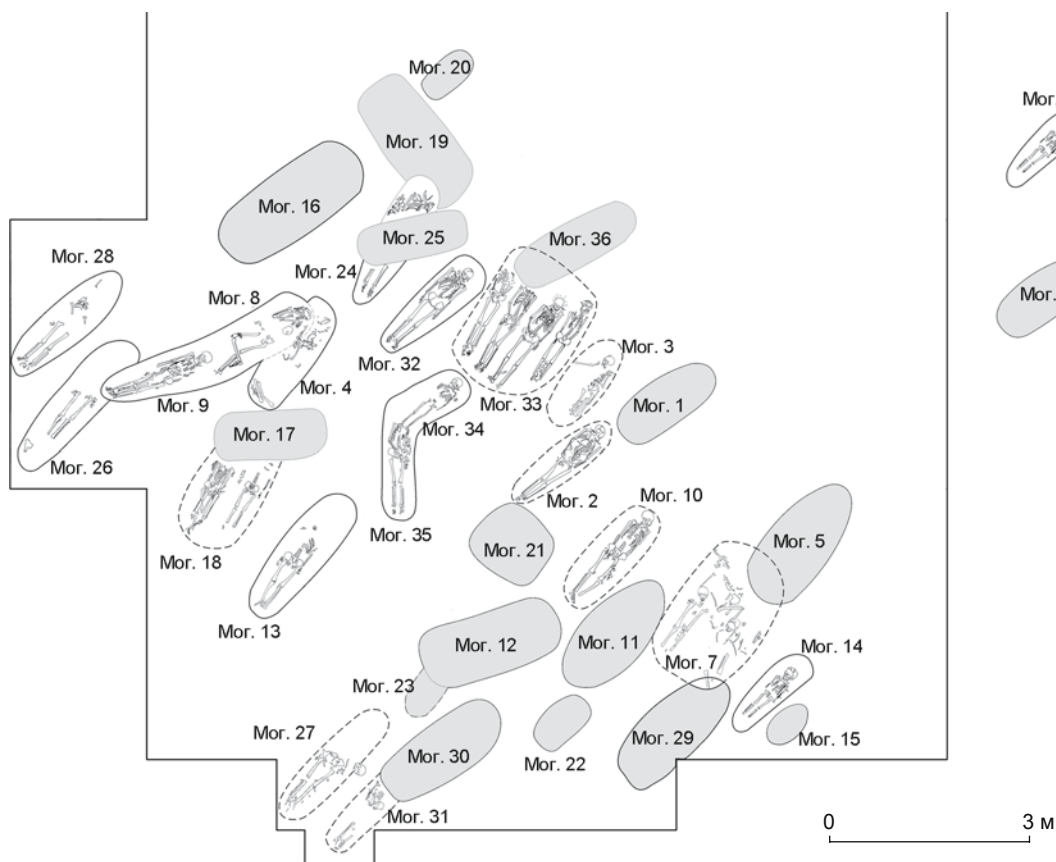 Мог. 20
Мог.
Мог. 19
Мог. 16
Мог. 25
Мог. 36
Мог. 28
Мог. 24
Мог.
Мог. 8
Мог. 3
Мог. 32
Мог. 9
Мог. 4
Мог. 33
Мог. 1
Мог. 17
Мог. 34
Мог. 26
Мог. 2
Мог. 10
Мог. 35
Мог. 21
Мог. 5
Мог. 18
Мог. 13
Мог. 11
Мог. 12
Мог. 7
Мог. 14
Мог. 23
Мог. 27
Мог. 29
Мог. 15
Мог. 30
Мог. 22
Мог. 31
0 3 м